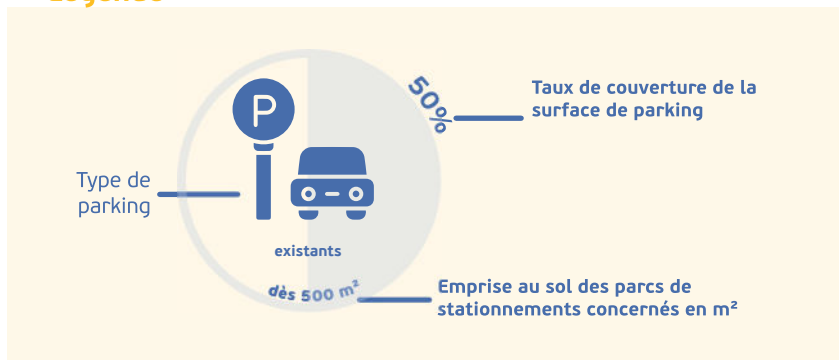 P
50%
Taux de couverture de la
surface de parking
Type de
parking
existants
dès 500 m²
Emprise au sol des parcs de
stationnements concernés en m²